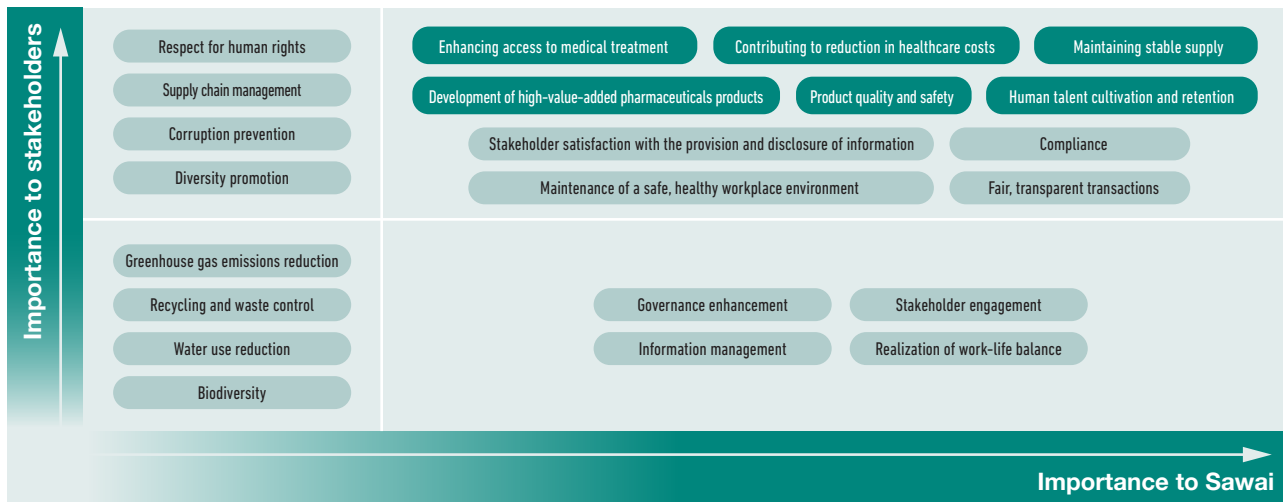 Importance to stakeholders
Respect for human rights
Supply chain management
Corruption prevention
Diversity promotion
Enhancing access to medical treatment
Contributing to reduction in healthcare costs
Maintaining stable supply
Development of high-value-added pharmaceuticals products
Product quality and safety
Human talent cultivation and retention
Stakeholder satisfaction with the provision and disclosure of information
Compliance
Maintenance of a safe, healthy workplace environment
Fair, transparent transactions
Greenhouse gas emissions reduction
Recycling and waste control
Water use reduction
Biodiversity
Governance enhancement
Stakeholder engagement
Information management
Realization of work-life balance
Importance to Sawai